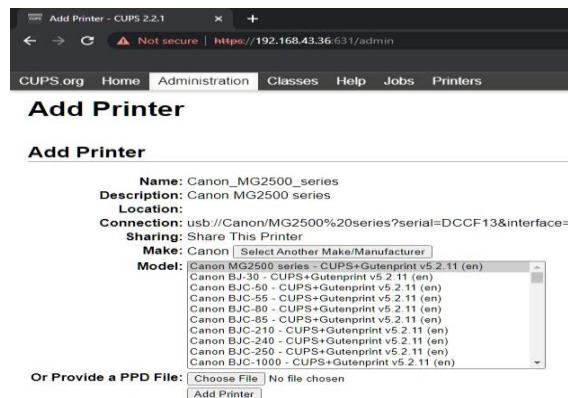 Add Printer - CUPS 2.2.1
Not secure | https://192.168.43.36:631/admin
CUPS.org Home Administration Classes Help Jobs Printers
Add Printer
Add Printer
Name: Canon_MG2500_series
Description: Canon MG2500 series
Location:
Connection: usb://Canon/MG2500%20series?serial=DCCF13&interface=
Sharing: Share This Printer
Make: Canon Select Another Make/Manufacturer
Model: Canon MG2500 series - CUPS+Gutenprint v5.2.11 (en)
Canon BJ-30 - CUPS+Gutenprint v5.2.11 (en)
Canon BJC-50 - CUPS+Gutenprint v5.2.11 (en)
Canon BJC-55 - CUPS+Gutenprint v5.2.11 (en)
Canon BJC-80 - CUPS+Gutenprint v5.2.11 (en)
Canon BJC-85 - CUPS+Gutenprint v5.2.11 (en)
Canon BJC-210 - CUPS+Gutenprint v5.2.11 (en)
Canon BJC-240 - CUPS+Gutenprint v5.2.11 (en)
Canon BJC-250 - CUPS+Gutenprint v5.2.11 (en)
Canon BJC-1000 - CUPS+Gutenprint v5.2.11 (en)
Or Provide a PPD File: Choose File No file chosen
Add Printer